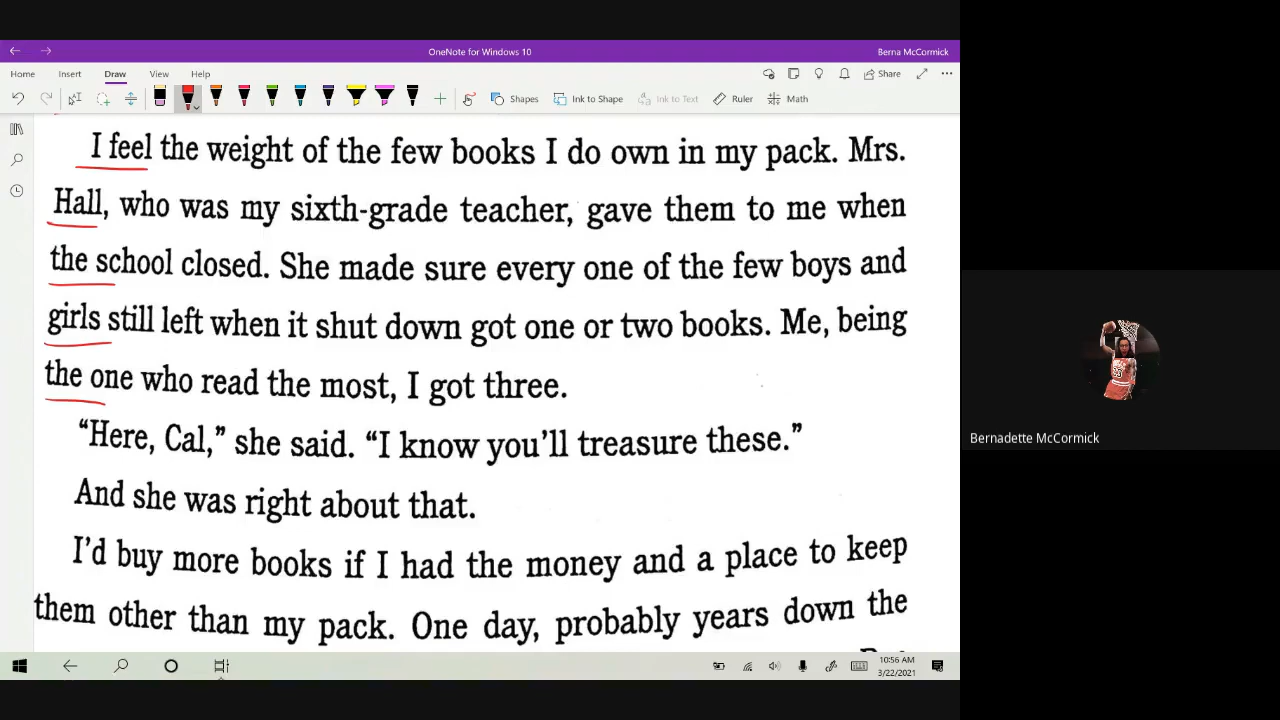 OneNote for Windows 10
Berna McCormick
Home Insert Draw View Help
Share
Shapes Ink to Shape Ink to Text Ruler Math
I feel the weight of the few books I do own in my pack. Mrs.
Hall, who was my sixth-grade teacher, gave them to me when
the school closed. She made sure every one of the few boys and
girls still left when it shut down got one or two books. Me, being
the one who read the most, I got three.
“Here, Cal,” she said. “I know you’ll treasure these.”
And she was right about that.
I’d buy more books if I had the money and a place to keep
them other than my pack. One day, probably years down the
Bernadette McCormick
10:56 AM
3/22/2021